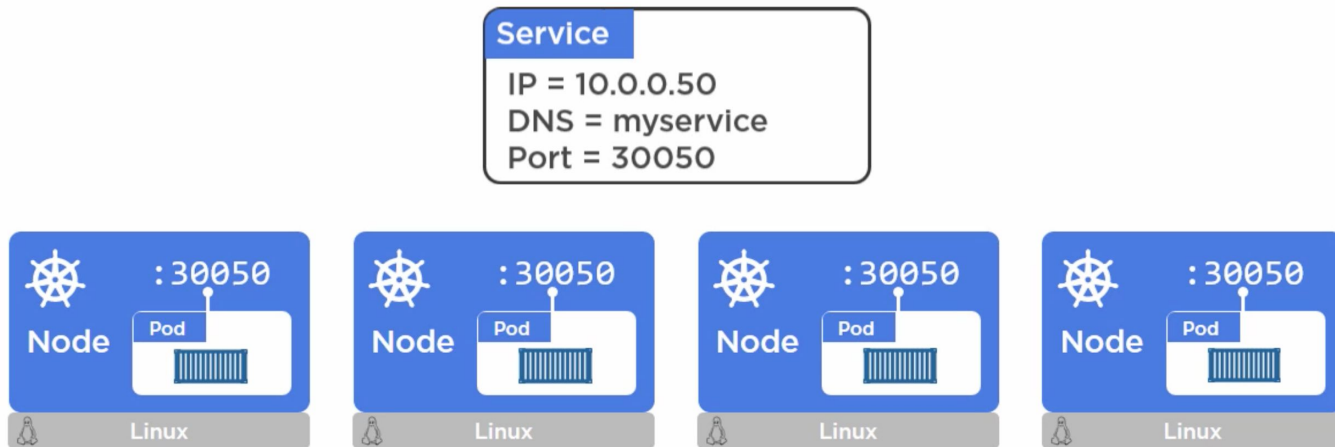 Service
IP = 10.0.0.50
DNS = myservice
Port = 30050
:30050
Node
Pod
Linux
:30050
Node
Pod
Linux
:30050
Node
Pod
Linux
:30050
Node
Pod
Linux